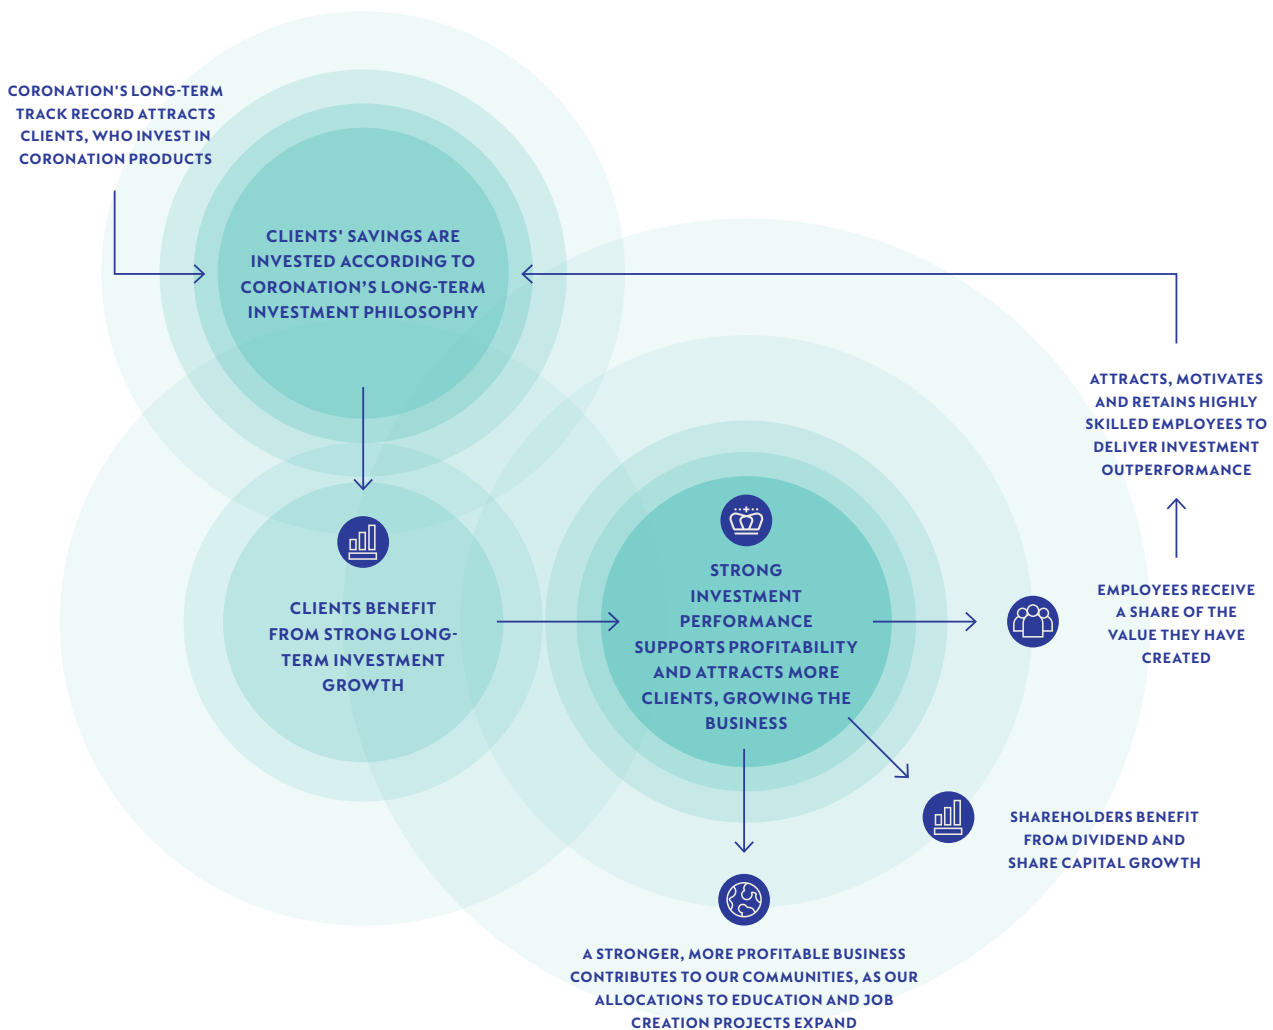 CORONATION'S LONG-TERM
TRACK RECORD ATTRACTS
CLIENTS, WHO INVEST IN
CORONATION PRODUCTS
CLIENTS' SAVINGS ARE
INVESTED ACCORDING TO
CORONATION’S LONG-TERM
INVESTMENT PHILOSOPHY
CLIENTS BENEFIT
FROM STRONG LONG-
TERM INVESTMENT
GROWTH
STRONG
INVESTMENT
PERFORMANCE
SUPPORTS PROFITABILITY
AND ATTRACTS MORE
CLIENTS, GROWING THE
BUSINESS
EMPLOYEES RECEIVE
A SHARE OF THE
VALUE THEY HAVE
CREATED
ATTRACTS, MOTIVATES
AND RETAINS HIGHLY
SKILLED EMPLOYEES TO
DELIVER INVESTMENT
OUTPERFORMANCE
SHAREHOLDERS BENEFIT
FROM DIVIDEND AND
SHARE CAPITAL GROWTH
A STRONGER, MORE PROFITABLE BUSINESS
CONTRIBUTES TO OUR COMMUNITIES, AS OUR
ALLOCATIONS TO EDUCATION AND JOB
CREATION PROJECTS EXPAND